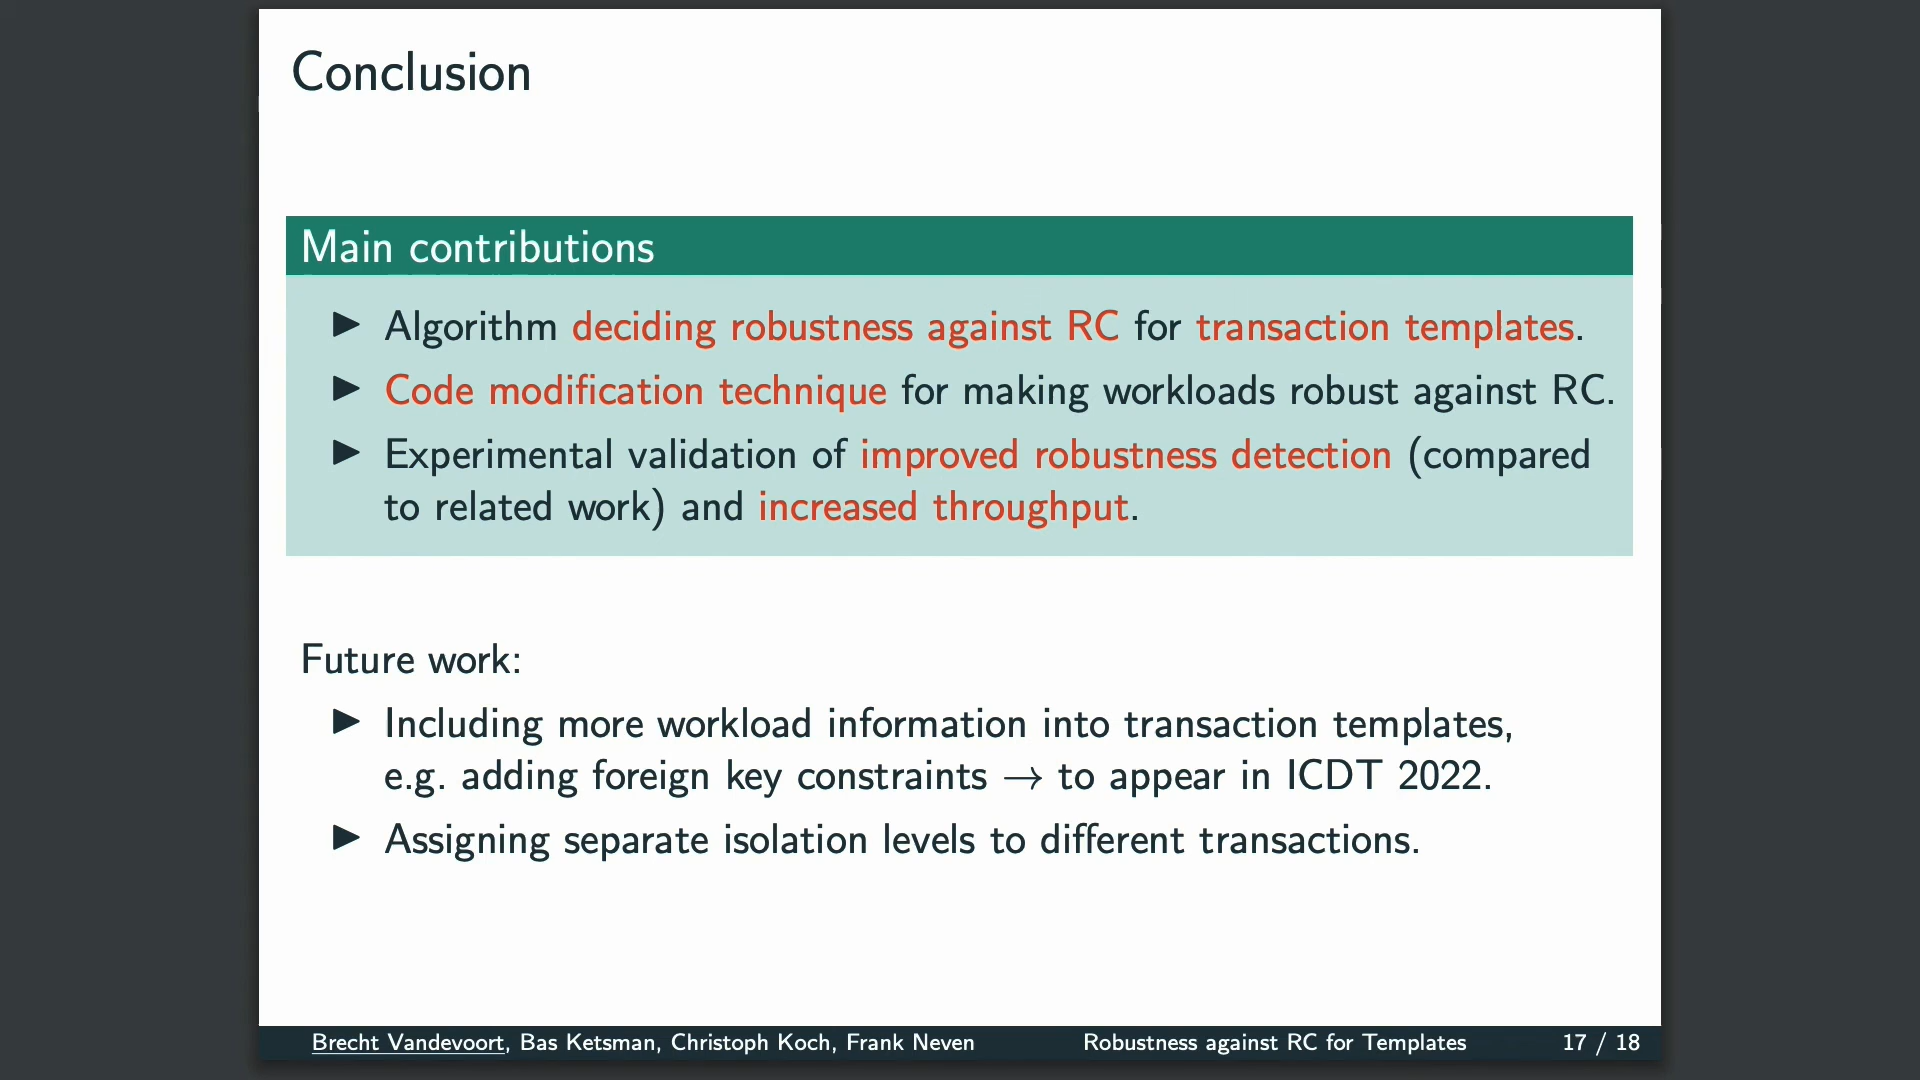 Conclusion
Main contributions
▶ Algorithm deciding robustness against RC for transaction templates.
▶ Code modification technique for making workloads robust against RC.
▶ Experimental validation of improved robustness detection (compared
to related work) and increased throughput.
Future work:
▶ Including more workload information into transaction templates,
e.g. adding foreign key constraints → to appear in ICDT 2022.
▶ Assigning separate isolation levels to different transactions.
Brecht Vandevoort, Bas Ketsman, Christoph Koch, Frank Neven Robustness against RC for Templates 17 / 18